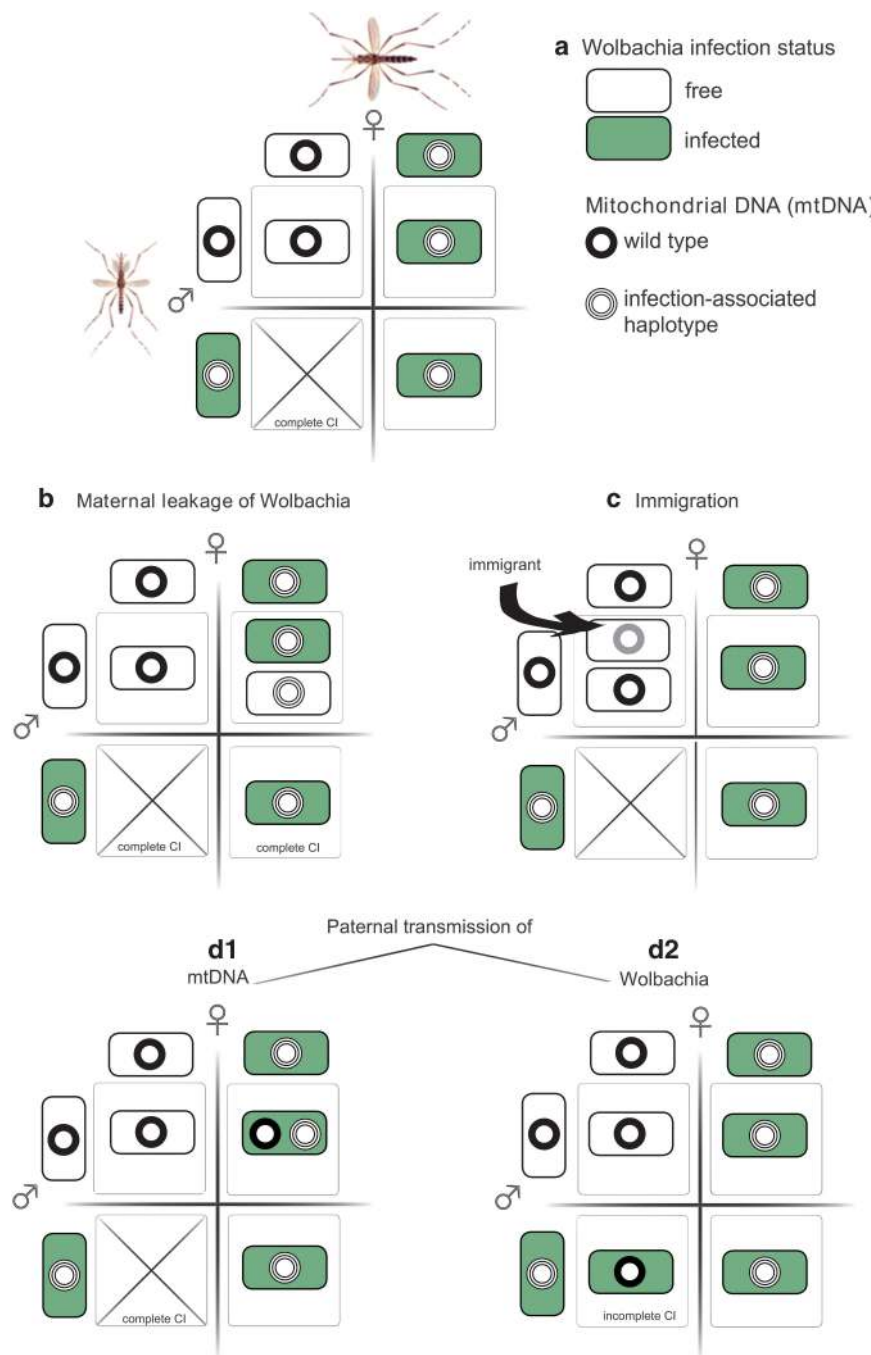 a Wolbachia infection status
free
infected
Mitochondrial DNA (mtDNA)
wild type
infection-associated
haplotype
♀
♂
complete CI
b Maternal leakage of Wolbachia
♀
♂
complete CI
complete CI
c Immigration
immigrant
♀
♂
Paternal transmission of
d1
mtDNA
♀
♂
complete CI
d2
Wolbachia
♀
♂
incomplete CI